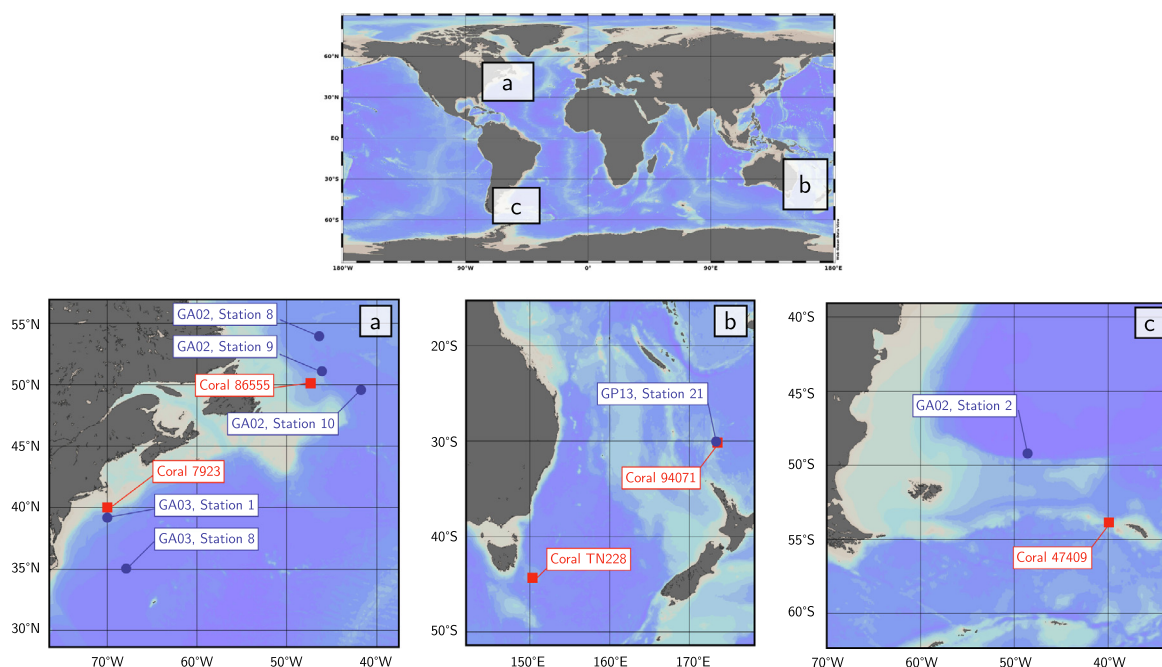 60°N
30°N
EQ
30°S
60°S
180°W
90°W
0°
90°E
180°E
a
b
c
a
55°N
50°N
45°N
40°N
35°N
30°N
70°W
60°W
50°W
40°W
GA02, Station 8
GA02, Station 9
Coral 86555
GA02, Station 10
Coral 7923
GA03, Station 1
GA03, Station 8
b
20°S
30°S
40°S
50°S
150°E
160°E
170°E
GP13, Station 21
Coral 94071
Coral TN228
c
40°S
45°S
50°S
55°S
60°S
70°W
60°W
50°W
40°W
GA02, Station 2
Coral 47409